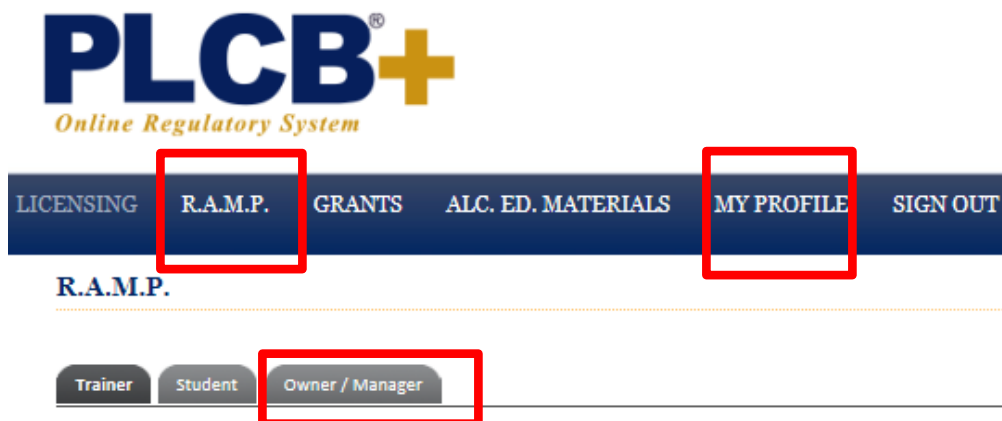 PLCB+®
Online Regulatory System
LICENSING R.A.M.P. GRANTS ALC. ED. MATERIALS MY PROFILE SIGN OUT
R.A.M.P.
Trainer Student Owner / Manager